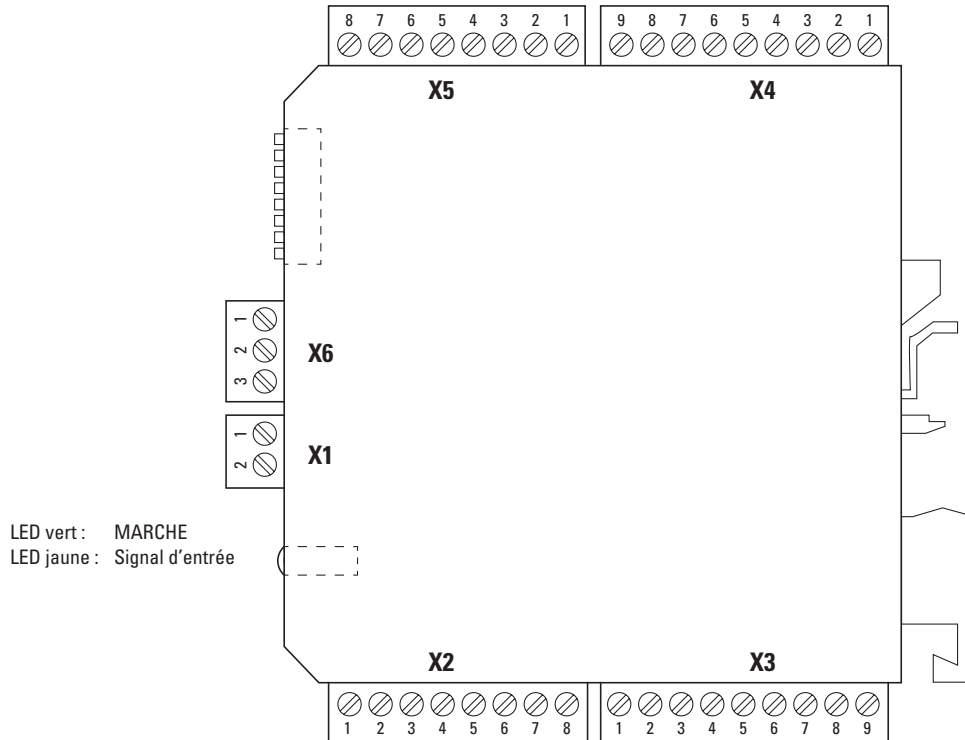 8 7 6 5 4 3 2 1
9 8 7 6 5 4 3 2 1
X5
X4
1
2
3
X6
1
2
X1
LED vert : MARCHE
LED jaune : Signal d'entrée
X2
X3
1 2 3 4 5 6 7 8
1 2 3 4 5 6 7 8 9